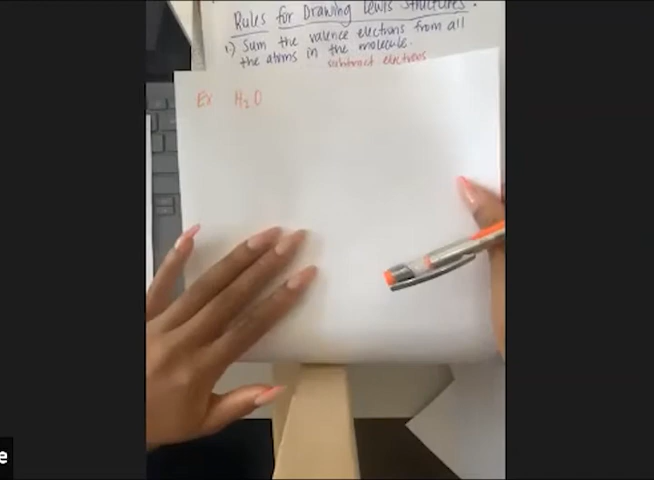 Rules for Drawing Lewis Structures:
1.) Sum the valence electrons from all
the atoms in the molecule.
subtract electrons
Ex H₂O
e